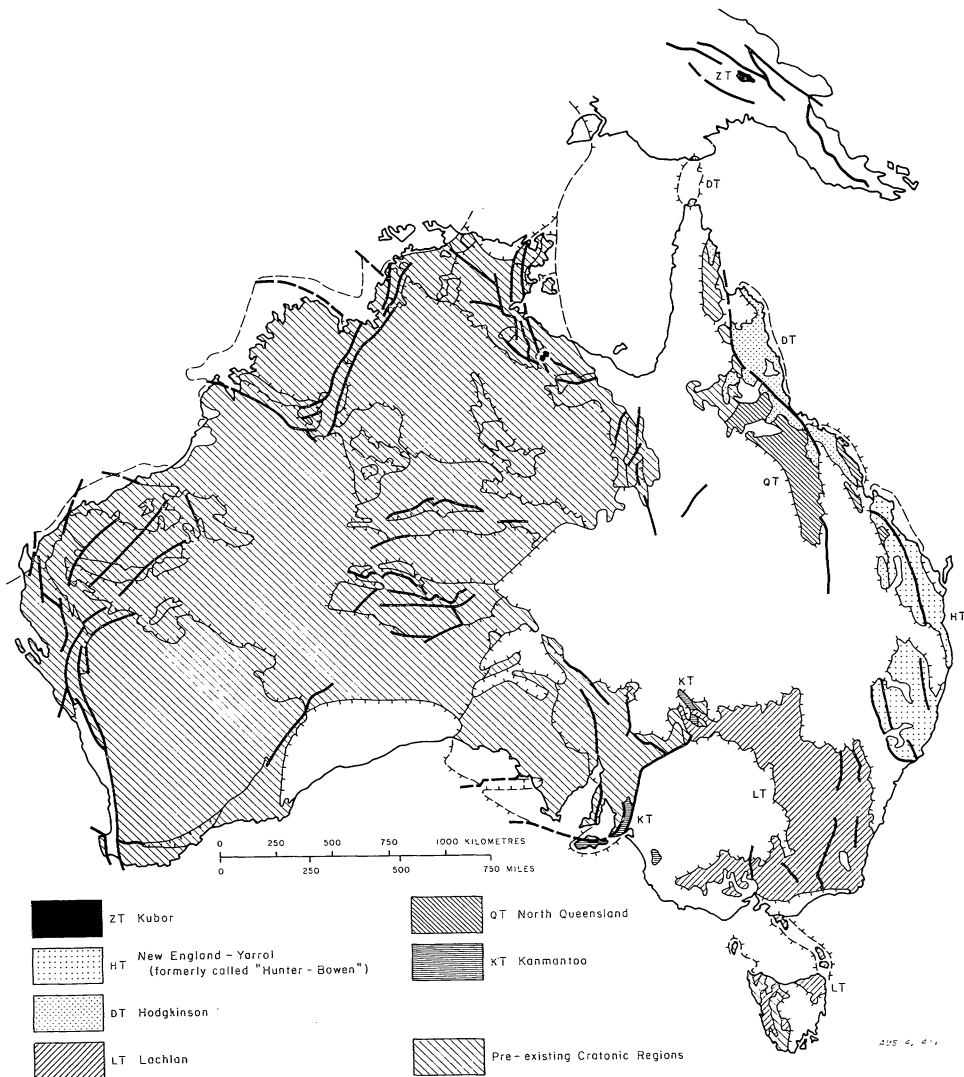 ZT
DT
DT
QT
HT
KT
LT
KT
LT
0 250 500 750 1000 KILOMETRES
0 250 500 750 MILES
ZT Kubor
HT New England – Yarrol
(formerly called "Hunter - Bowen")
DT Hodgkinson
LT Lachlan
QT North Queensland
KT Kanmantoo
Pre-existing Cratonic Regions